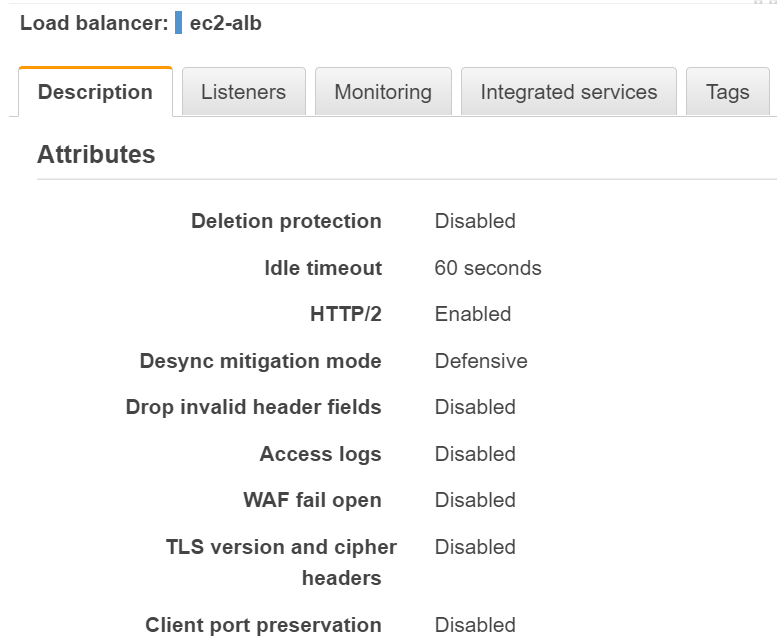 Load balancer: ec2-alb
Description Listeners Monitoring Integrated services Tags
Attributes
Deletion protection Disabled
Idle timeout 60 seconds
HTTP/2 Enabled
Desync mitigation mode Defensive
Drop invalid header fields Disabled
Access logs Disabled
WAF fail open Disabled
TLS version and cipher Disabled
headers
Client port preservation Disabled